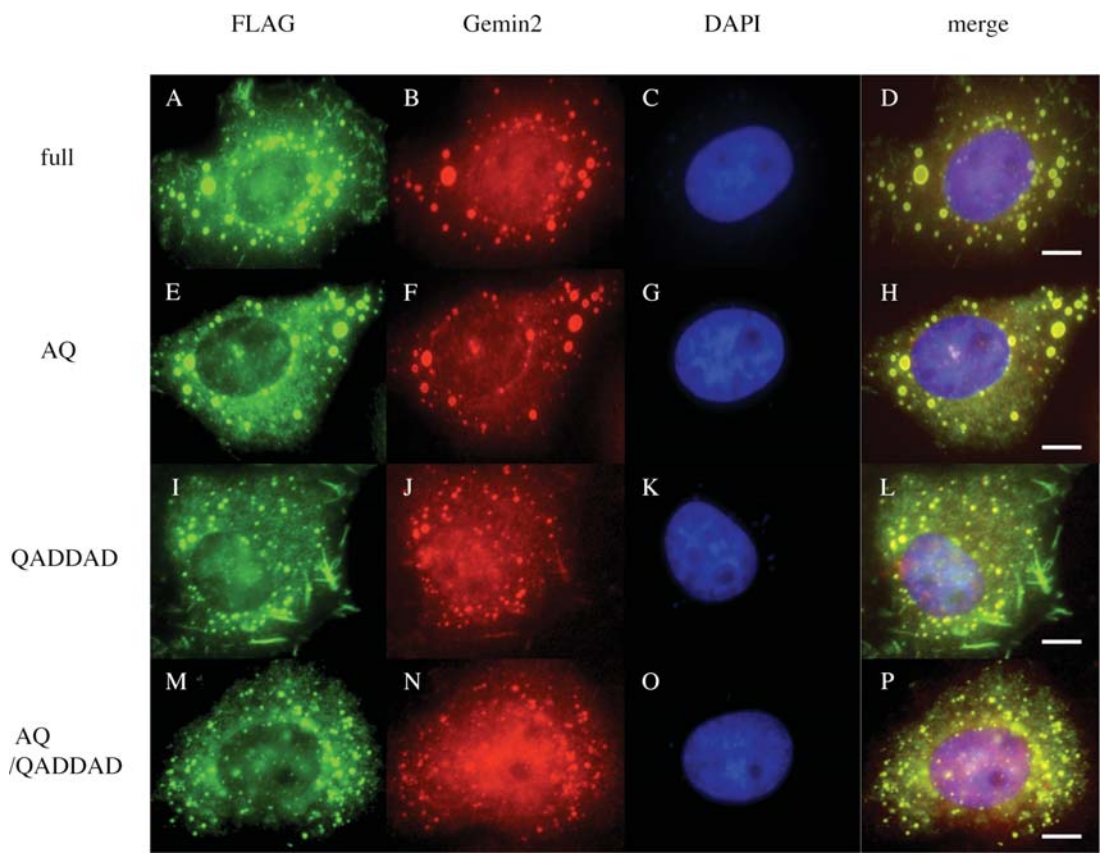 FLAG Gemin2 DAPI merge
full A B C D
AQ E F G H
QADDAD I J K L
M N O P
AQ
/QADDAD